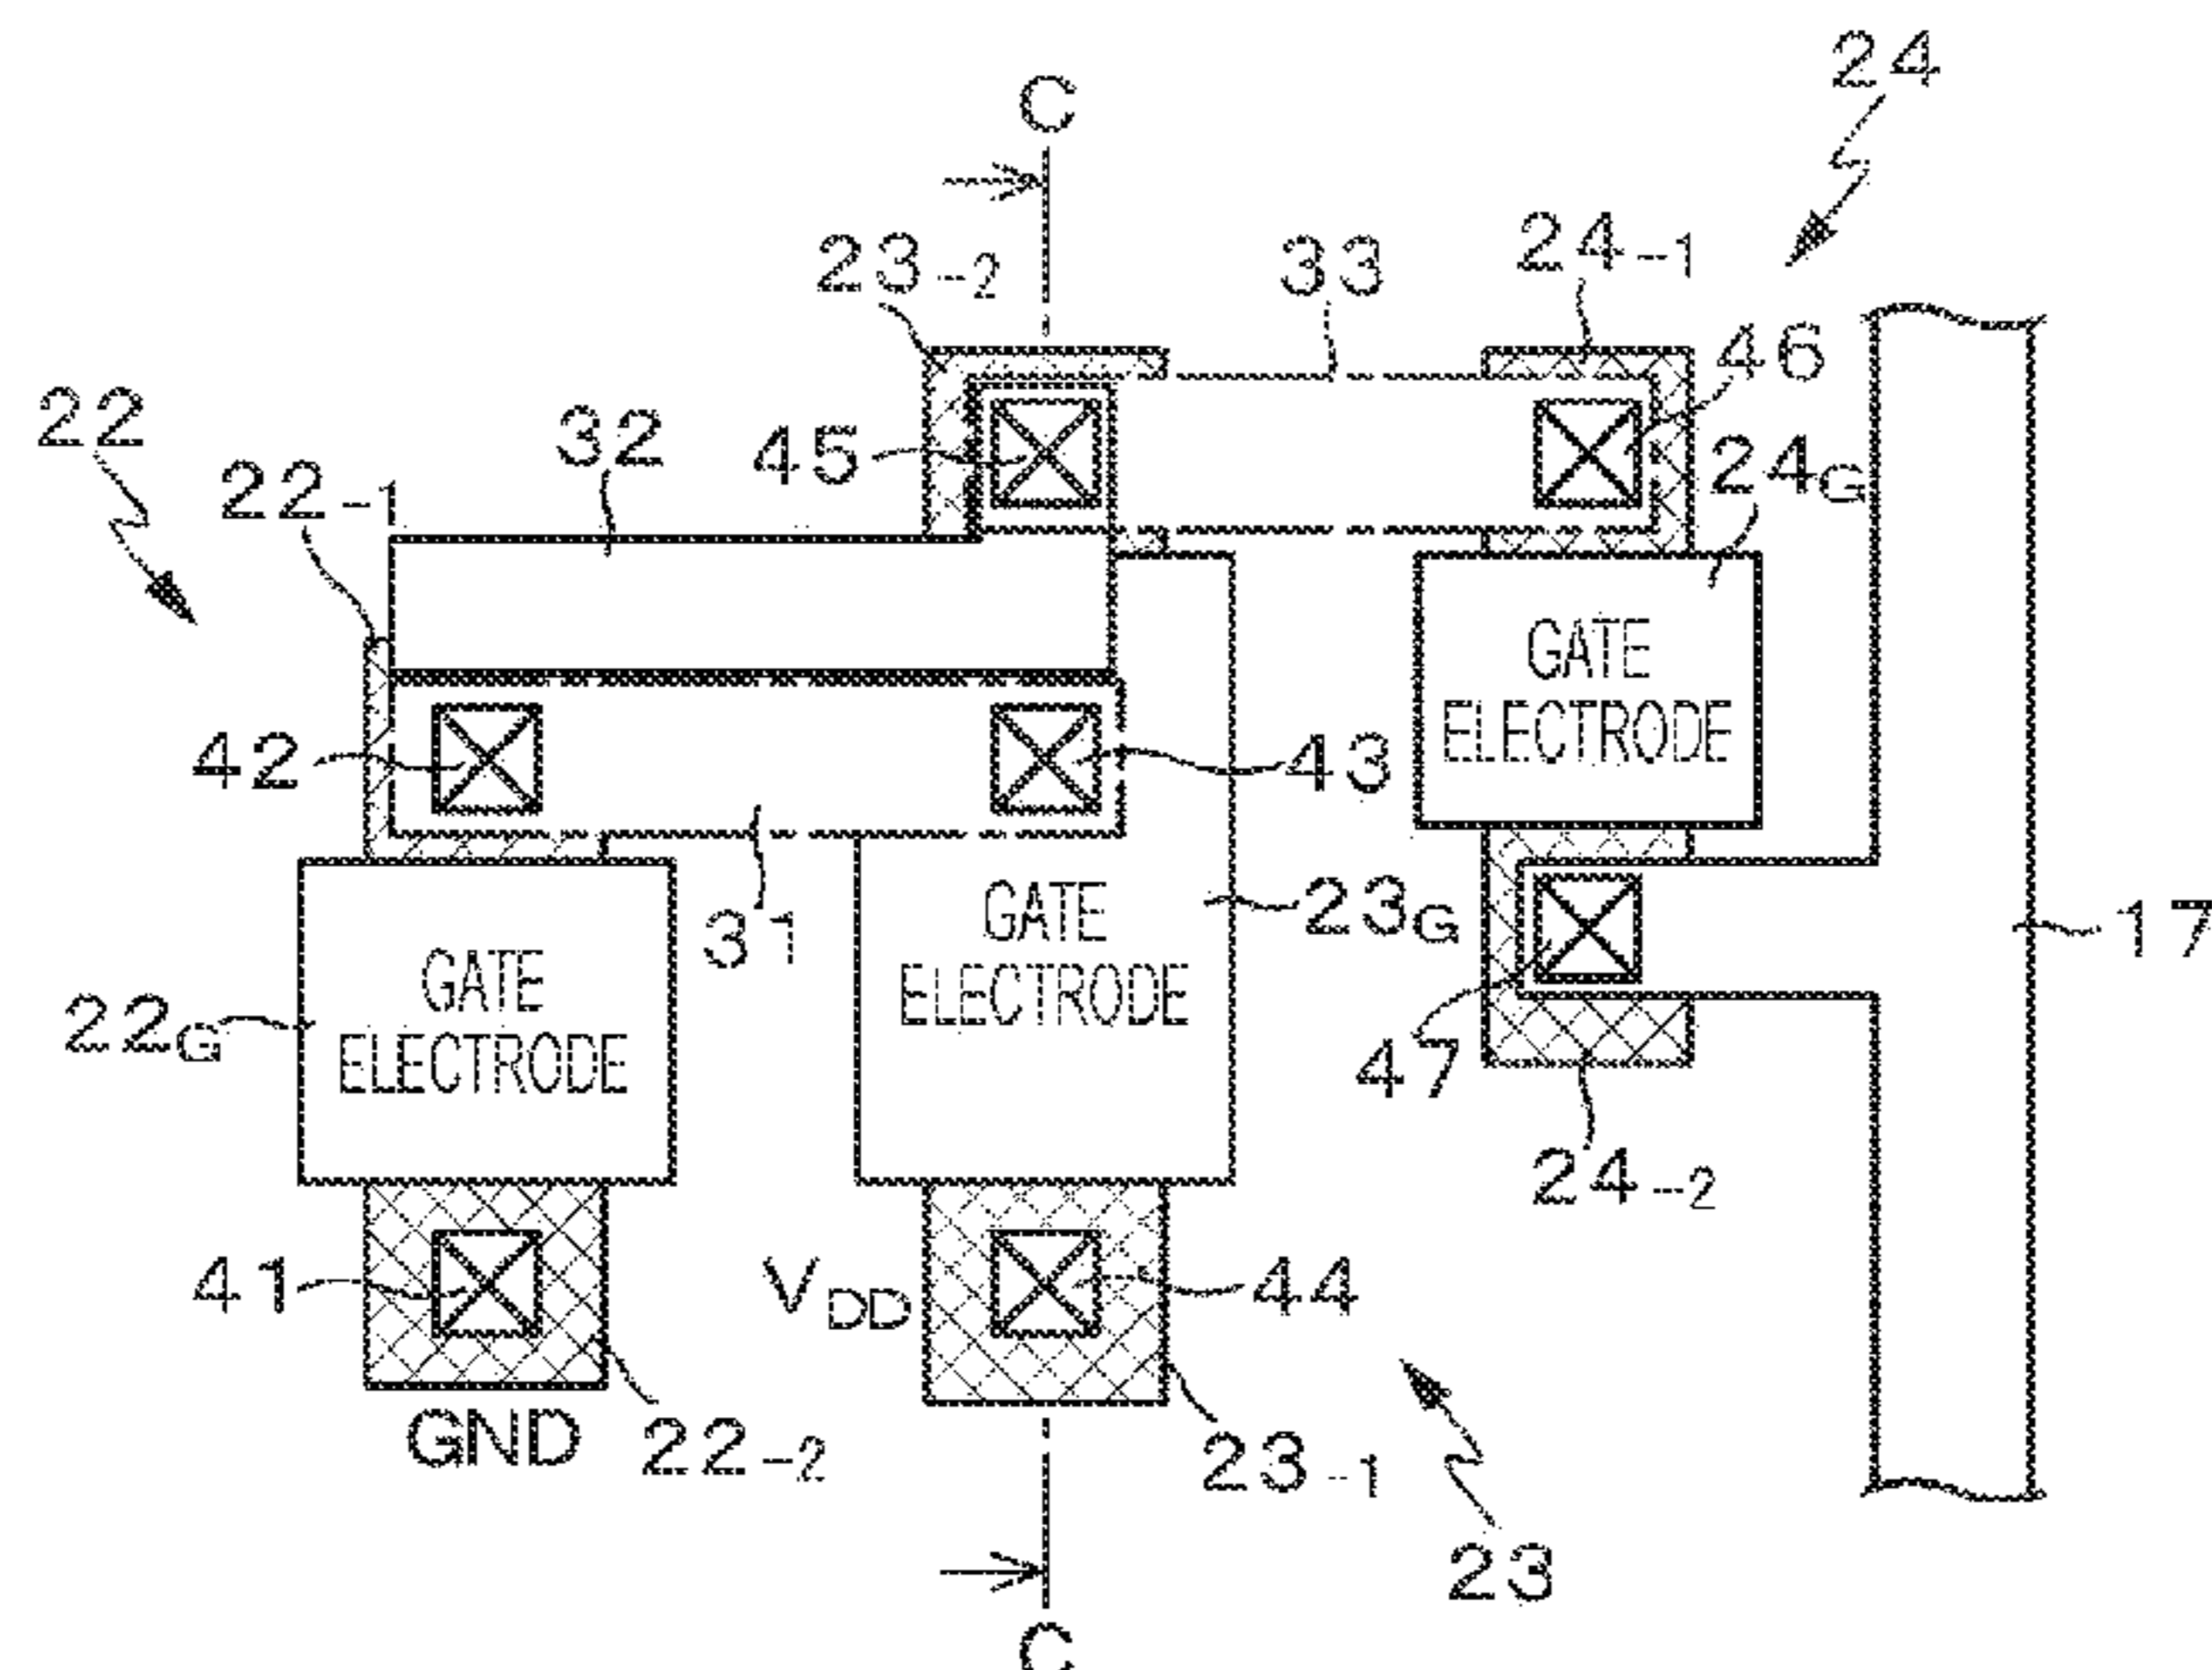 24
C
23-2
33
24-1
46
22
32
45
22-1
24G
GATE
ELECTRODE
42
43
31
GATE
ELECTRODE
23G
17
GATE
ELECTRODE
22G
47
24-2
41
VDD
44
GND
22-2
23-1
23
C